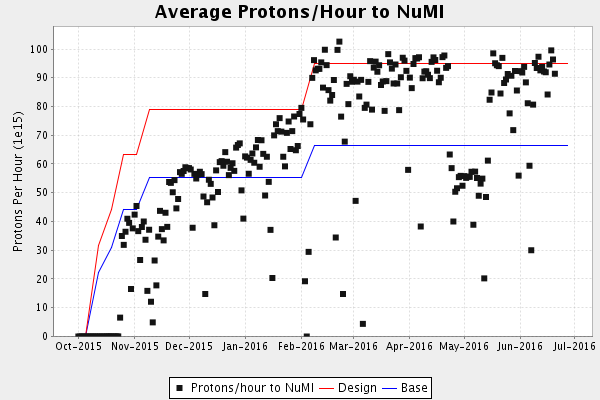 Average Protons/Hour to NuMI
Protons Per Hour (1e15)
100
90
80
70
60
50
40
30
20
10
0
Oct-2015 Nov-2015 Dec-2015 Jan-2016 Feb-2016 Mar-2016 Apr-2016 May-2016 Jun-2016 Jul-2016
Protons/hour to NuMI Design Base